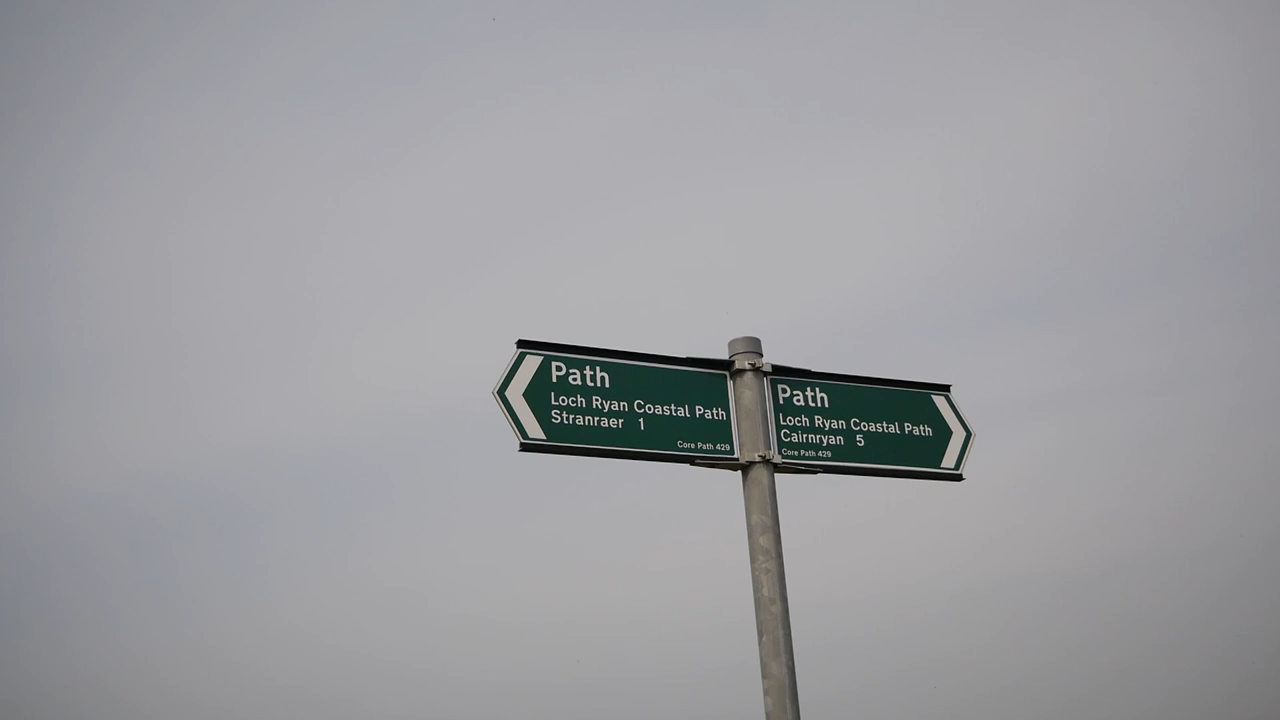 Path
Loch Ryan Coastal Path
Stranraer 1
Core Path 429
Path
Loch Ryan Coastal Path
Cairnryan 5
Core Path 429